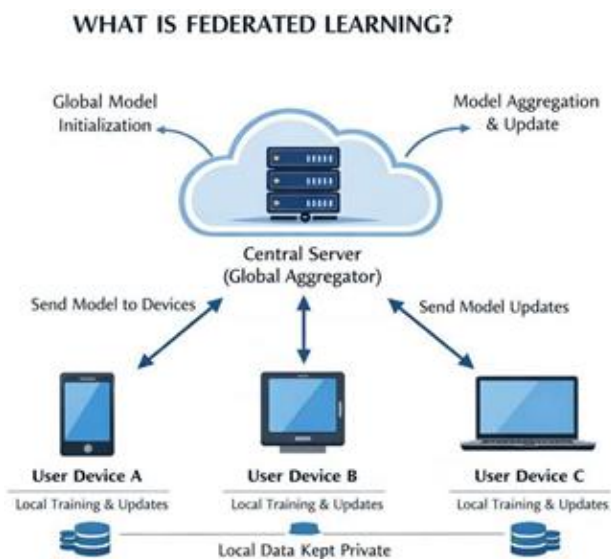 WHAT IS FEDERATED LEARNING?
Global Model
Initialization
Model Aggregation
& Update
Central Server
(Global Aggregator)
Send Model to Devices
Send Model Updates
User Device A
Local Training & Updates
User Device B
Local Training & Updates
User Device C
Local Training & Updates
Local Data Kept Private